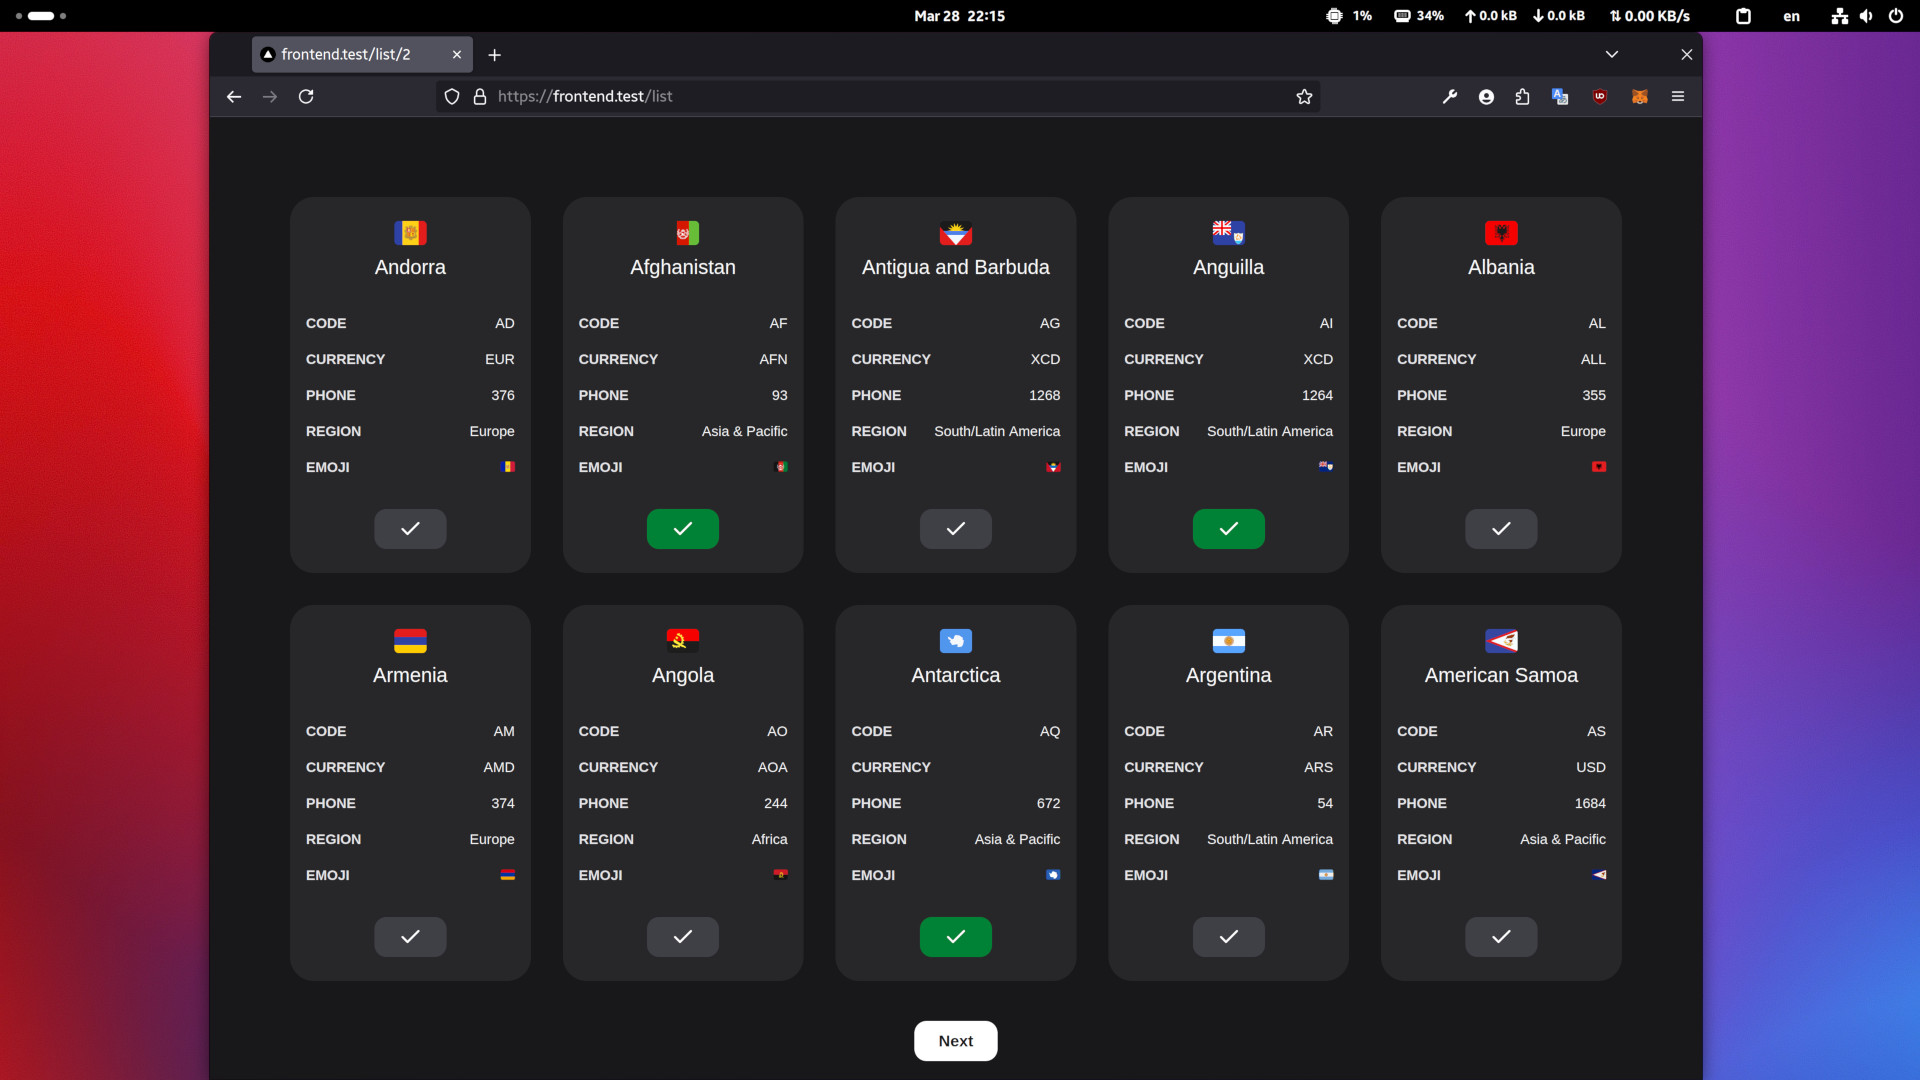 Mar 28 22:15
1%
34%
0.0 kB
0.0 kB
0.00 KB/s
en
frontend.test/list/2
https://frontend.test/list
Andorra
CODE AD
CURRENCY EUR
PHONE 376
REGION Europe
EMOJI
Afghanistan
CODE AF
CURRENCY AFN
PHONE 93
REGION Asia & Pacific
EMOJI
Antigua and Barbuda
CODE AG
CURRENCY XCD
PHONE 1268
REGION South/Latin America
EMOJI
Anguilla
CODE AI
CURRENCY XCD
PHONE 1264
REGION South/Latin America
EMOJI
Albania
CODE AL
CURRENCY ALL
PHONE 355
REGION Europe
EMOJI
Armenia
CODE AM
CURRENCY AMD
PHONE 374
REGION Europe
EMOJI
Angola
CODE AO
CURRENCY AOA
PHONE 244
REGION Africa
EMOJI
Antarctica
CODE AQ
CURRENCY
PHONE 672
REGION Asia & Pacific
EMOJI
Argentina
CODE AR
CURRENCY ARS
PHONE 54
REGION South/Latin America
EMOJI
American Samoa
CODE AS
CURRENCY USD
PHONE 1684
REGION Asia & Pacific
EMOJI
Next